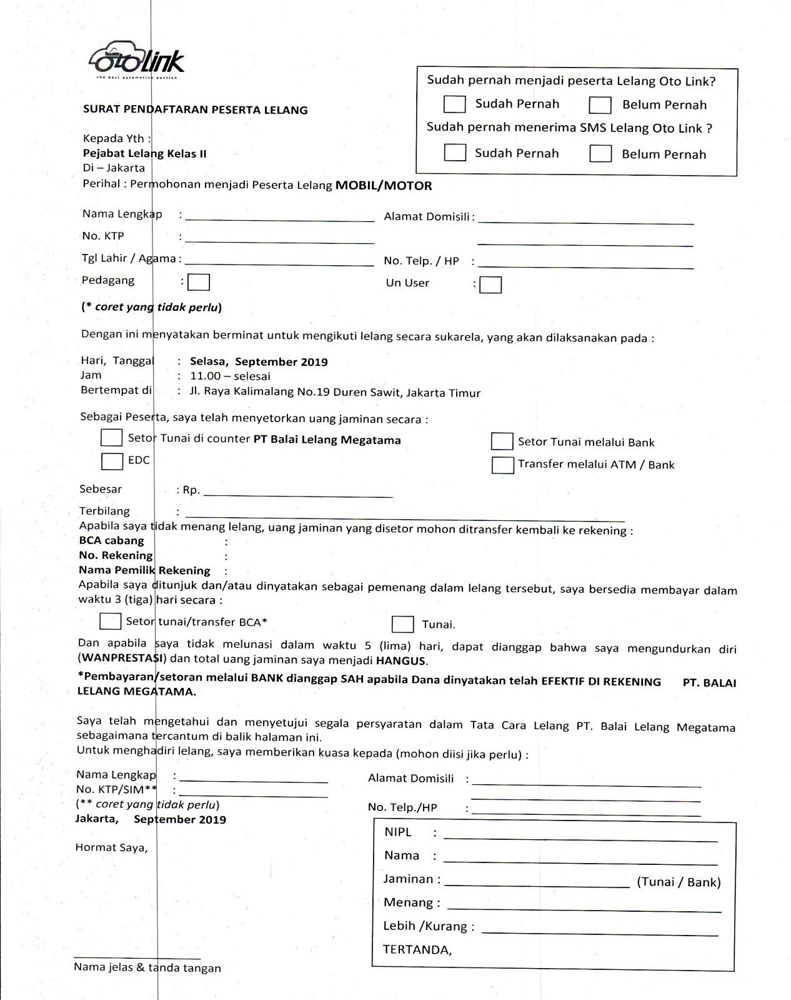 OTO link
the best automotive auction
Sudah pernah menjadi peserta Lelang Oto Link?
Sudah Pernah Belum Pernah
Sudah pernah menerima SMS Lelang Oto Link ?
Sudah Pernah Belum Pernah
SURAT PENDAFTARAN PESERTA LELANG
Kepada Yth :
Pejabat Lelang Kelas II
Di – Jakarta
Perihal : Permohonan menjadi Peserta Lelang MOBIL/MOTOR
Nama Lengkap : Alamat Domisili :
No. KTP :
Tgl Lahir / Agama : No. Telp. / HP :
Pedagang : Un User :
(* coret yang tidak perlu)
Dengan ini menyatakan berminat untuk mengikuti lelang secara sukarela, yang akan dilaksanakan pada :
Hari, Tanggal : Selasa, September 2019
Jam : 11.00 – selesai
Bertempat di : Jl. Raya Kalimalang No.19 Duren Sawit, Jakarta Timur
Sebagai Peserta, saya telah menyetorkan uang jaminan secara :
Setor Tunai di counter PT Balai Lelang Megatama Setor Tunai melalui Bank
EDC Transfer melalui ATM / Bank
Sebesar : Rp.
Terbilang :
Apabila saya tidak menang lelang, uang jaminan yang disetor mohon ditransfer kembali ke rekening :
BCA cabang :
No. Rekening :
Nama Pemilik Rekening :
Apabila saya ditunjuk dan/atau dinyatakan sebagai pemenang dalam lelang tersebut, saya bersedia membayar dalam
waktu 3 (tiga) hari secara :
Setor tunai/transfer BCA* Tunai.
Dan apabila saya tidak melunasi dalam waktu 5 (lima) hari, dapat dianggap bahwa saya mengundurkan diri
(WANPRESTASI) dan total uang jaminan saya menjadi HANGUS.
*Pembayaran/setoran melalui BANK dianggap SAH apabila Dana dinyatakan telah EFEKTIF DI REKENING PT. BALAI
LELANG MEGATAMA.
Saya telah mengetahui dan menyetujui segala persyaratan dalam Tata Cara Lelang PT. Balai Lelang Megatama
sebagaimana tercantum di balik halaman ini.
Untuk menghadiri lelang, saya memberikan kuasa kepada (mohon diisi jika perlu) :
Nama Lengkap : Alamat Domisili :
No. KTP/SIM** :
(** coret yang tidak perlu) No. Telp./HP :
Jakarta, September 2019
Hormat Saya,
NIPL :
Nama :
Jaminan : (Tunai / Bank)
Menang :
Lebih /Kurang :
TERTANDA,
Nama jelas & tanda tangan